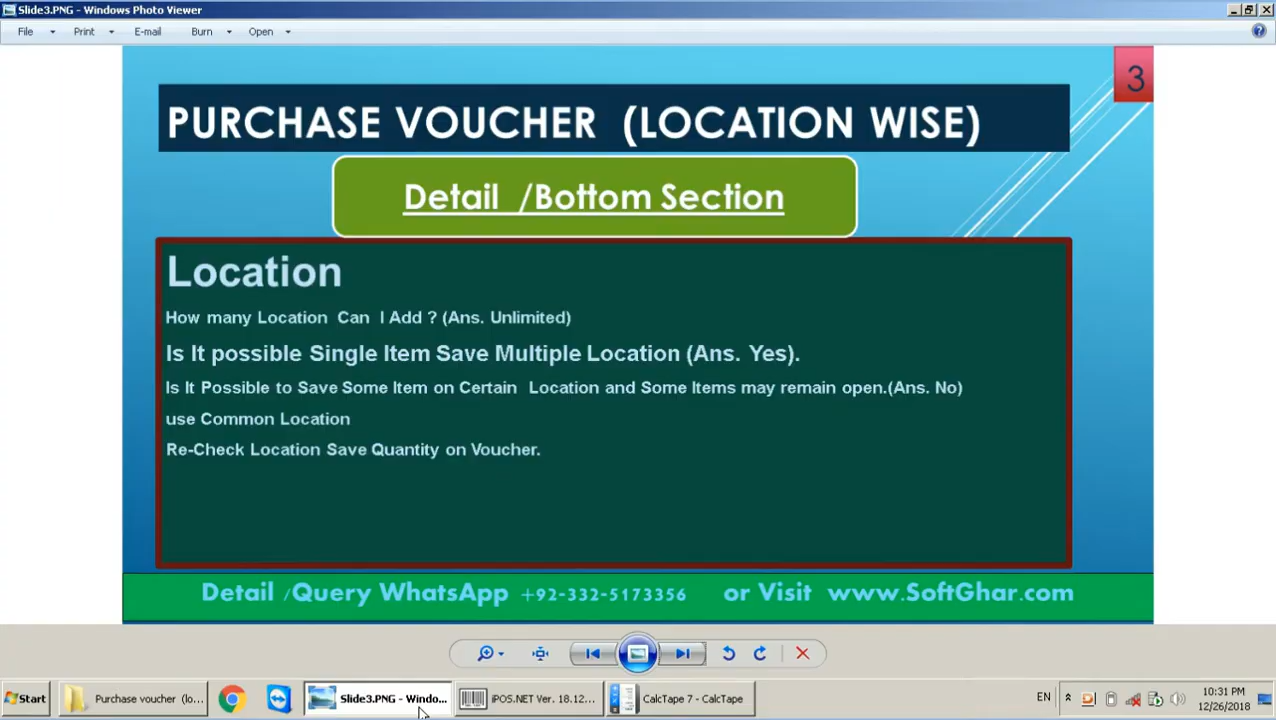 Slide3.PNG - Windows Photo Viewer
File Print E-mail Burn Open
3
PURCHASE VOUCHER (LOCATION WISE)
Detail /Bottom Section
Location
How many Location Can I Add ? (Ans. Unlimited)
Is It possible Single Item Save Multiple Location (Ans. Yes).
Is It Possible to Save Some Item on Certain Location and Some Items may remain open.(Ans. No)
use Common Location
Re-Check Location Save Quantity on Voucher.
Detail /Query WhatsApp +92-332-5173356 or Visit www.SoftGhar.com
Start Purchase voucher (lo... Slide3.PNG - Windo... iPOS.NET Ver. 18.12... CalcTape 7 - CalcTape EN 10:31 PM
12/26/2018